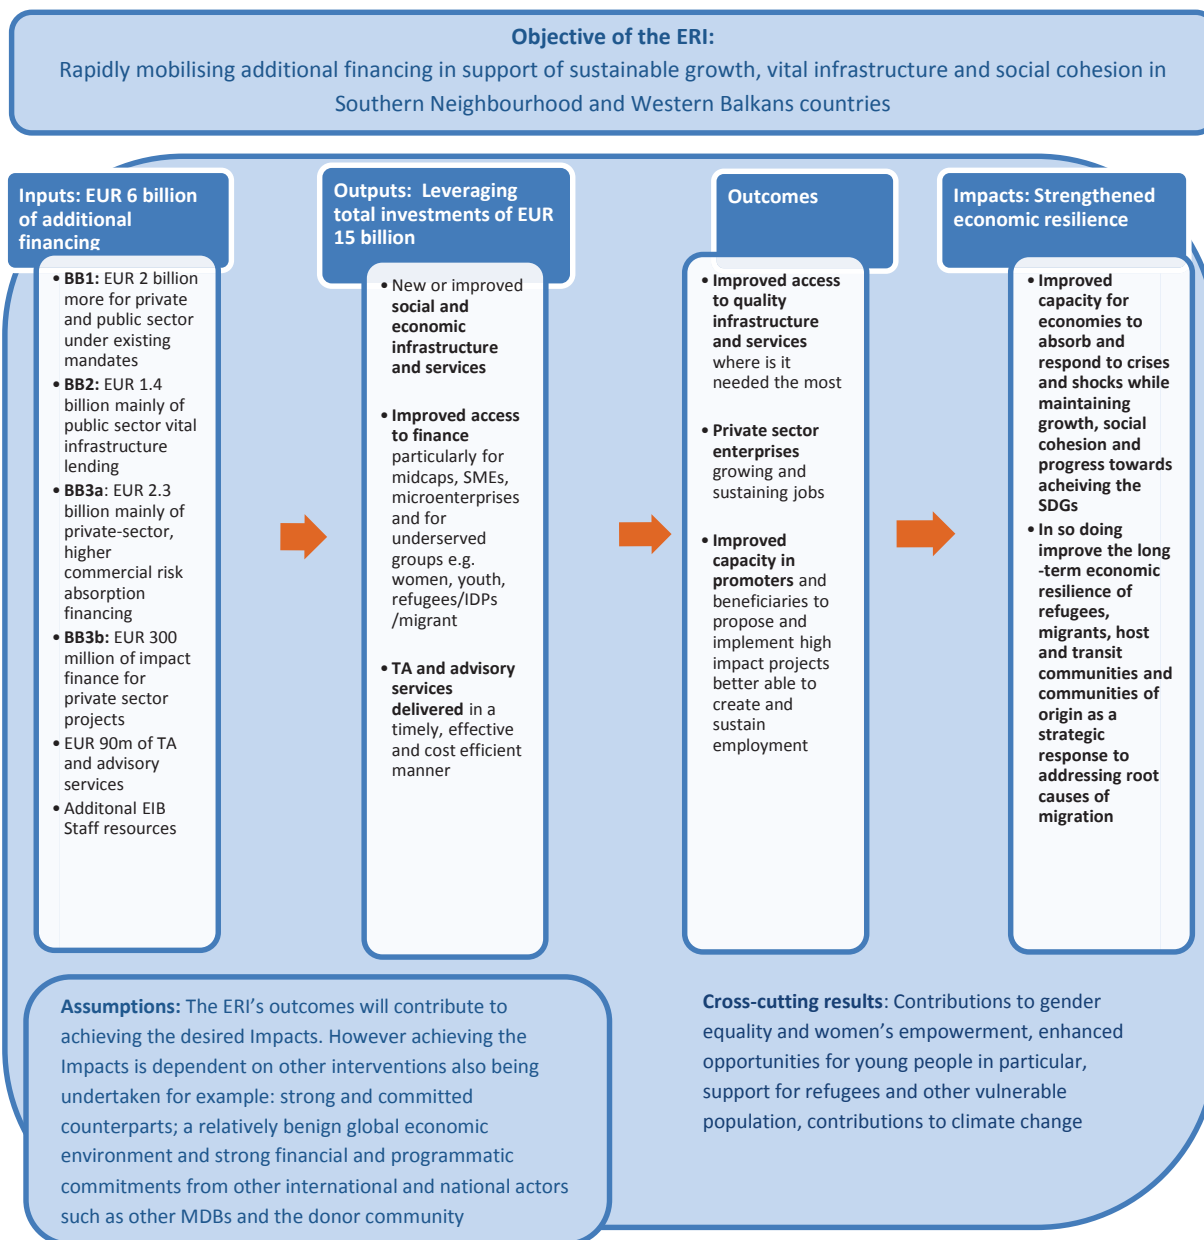 Objective of the ERI:
Rapidly mobilising additional financing in support of sustainable growth, vital infrastructure and social cohesion in
Southern Neighbourhood and Western Balkans countries
Inputs: EUR 6 billion
of additional
financing
• BB1: EUR 2 billion
more for private
and public sector
under existing
mandates
• BB2: EUR 1.4
billion mainly of
public sector vital
infrastructure
lending
• BB3a: EUR 2.3
billion mainly of
private-sector,
higher
commercial risk
absorption
financing
• BB3b: EUR 300
million of impact
finance for
private sector
projects
• EUR 90m of TA
and advisory
services
• Additonal EIB
Staff resources
Outputs: Leveraging
total investments of EUR
15 billion
• New or improved
social and
economic
infrastructure
and services
• Improved access
to finance
particularly for
midcaps, SMEs,
microenterprises
and for
underserved
groups e.g.
women, youth,
refugees/IDPs
/migrant
• TA and advisory
services
delivered in a
timely, effective
and cost efficient
manner
Outcomes
• Improved access
to quality
infrastructure
and services
where is it
needed the most
• Private sector
enterprises
growing and
sustaining jobs
• Improved
capacity in
promoters and
beneficiaries to
propose and
implement high
impact projects
better able to
create and
sustain
employment
Impacts: Strengthened
economic resilience
• Improved
capacity for
economies to
absorb and
respond to crises
and shocks while
maintaining
growth, social
cohesion and
progress towards
acheiving the
SDGs
• In so doing
improve the long
-term economic
resilience of
refugees,
migrants, host
and transit
communities and
communities of
origin as a
strategic
response to
addressing root
causes of
migration
Assumptions: The ERI’s outcomes will contribute to
achieving the desired Impacts. However achieving the
Impacts is dependent on other interventions also being
undertaken for example: strong and committed
counterparts; a relatively benign global economic
environment and strong financial and programmatic
commitments from other international and national actors
such as other MDBs and the donor community
Cross-cutting results: Contributions to gender
equality and women’s empowerment, enhanced
opportunities for young people in particular,
support for refugees and other vulnerable
population, contributions to climate change